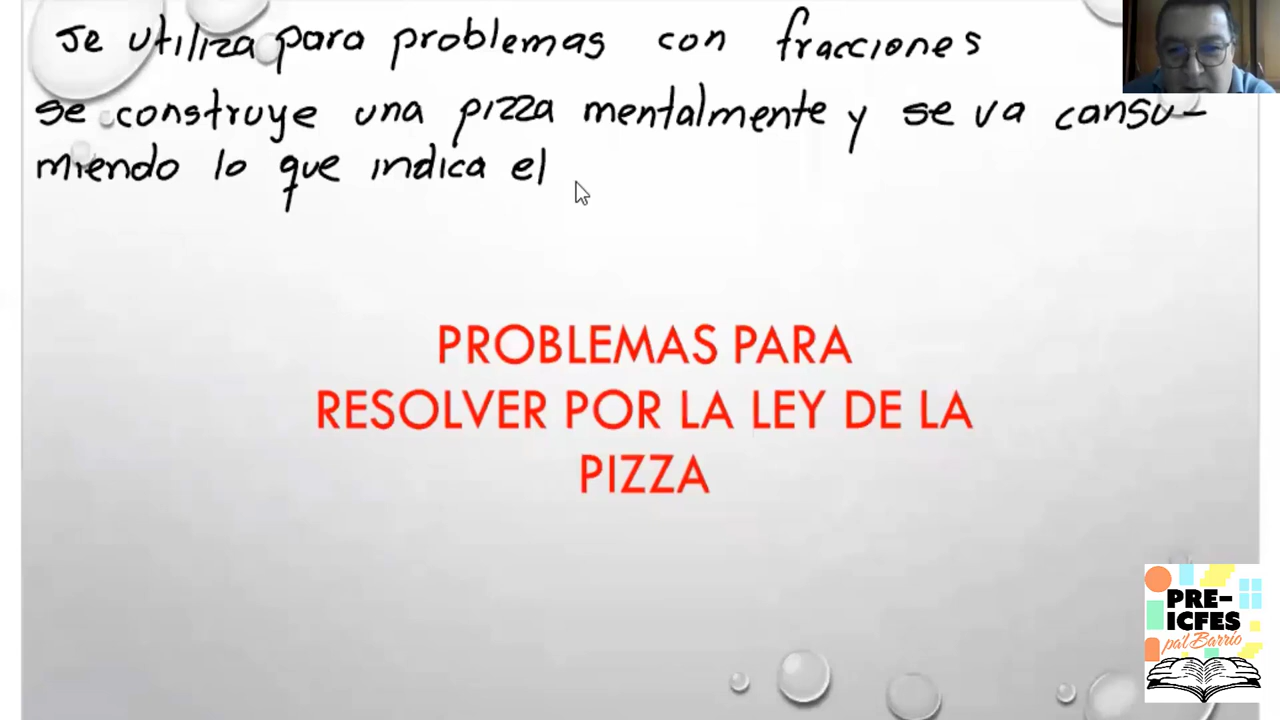 se utiliza para problemas con fracciones
se construye una pizza mentalmente y se va consu-
miendo lo que indica el
PROBLEMAS PARA
RESOLVER POR LA LEY DE LA
PIZZA
PRE-
ICFES
pa'l Barrio